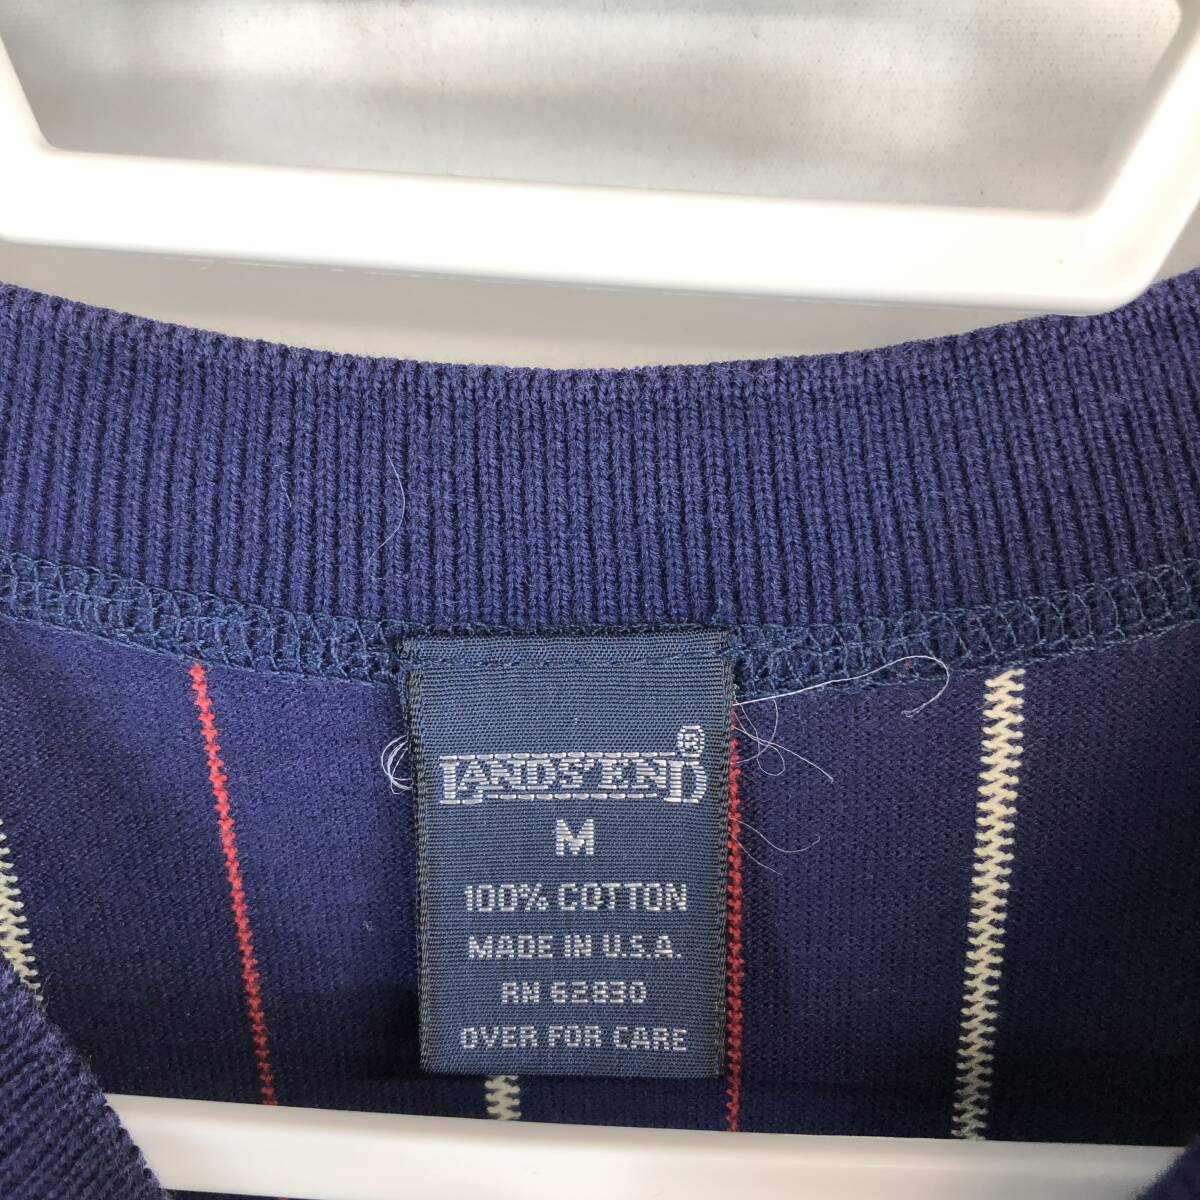 LANDS' END®
M
100% COTTON
MADE IN U.S.A.
RN 62830
OVER FOR CARE